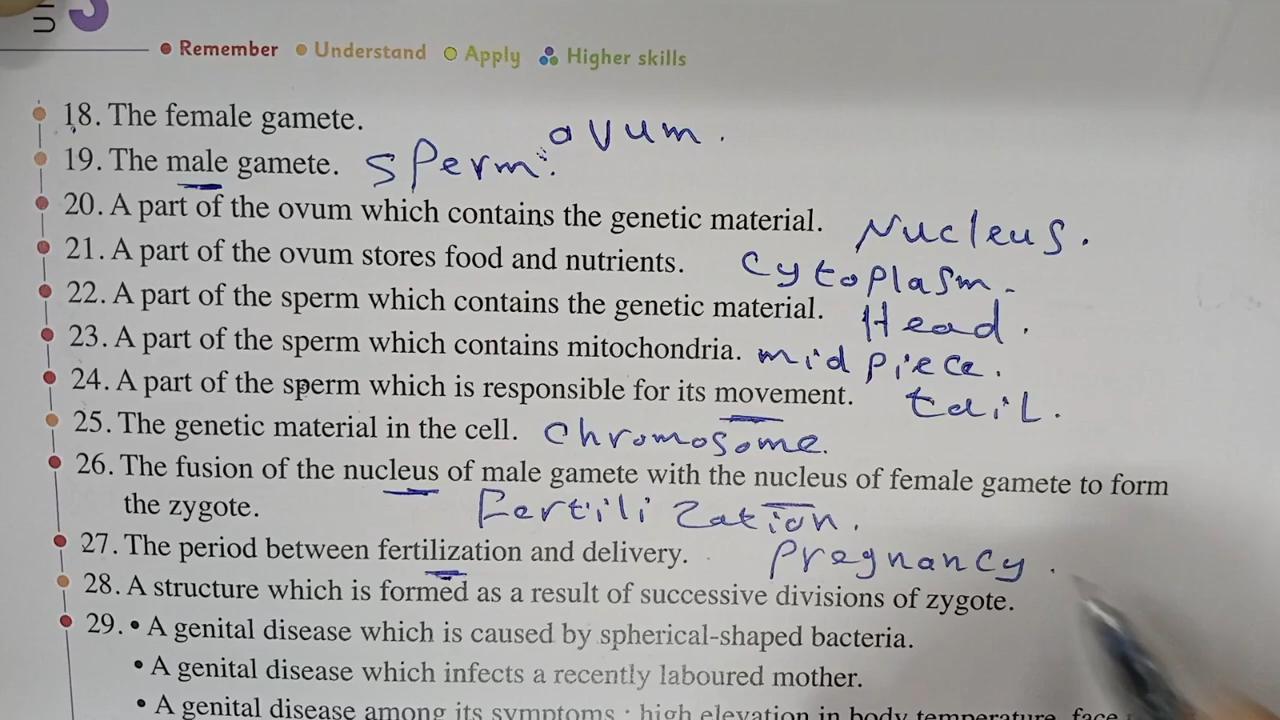 UN 3
Remember Understand Apply Higher skills
18. The female gamete. ovum.
19. The male gamete. Sperm.
20. A part of the ovum which contains the genetic material. Nucleus.
21. A part of the ovum stores food and nutrients. Cytoplasm.
22. A part of the sperm which contains the genetic material. Head.
23. A part of the sperm which contains mitochondria. midpiece.
24. A part of the sperm which is responsible for its movement. tail.
25. The genetic material in the cell. Chromosome.
26. The fusion of the nucleus of male gamete with the nucleus of female gamete to form
the zygote. Fertilization.
27. The period between fertilization and delivery. Pregnancy.
28. A structure which is formed as a result of successive divisions of zygote.
29. • A genital disease which is caused by spherical-shaped bacteria.
• A genital disease which infects a recently laboured mother.
• A genital disease among its symptoms : high elevation in body temperature, face